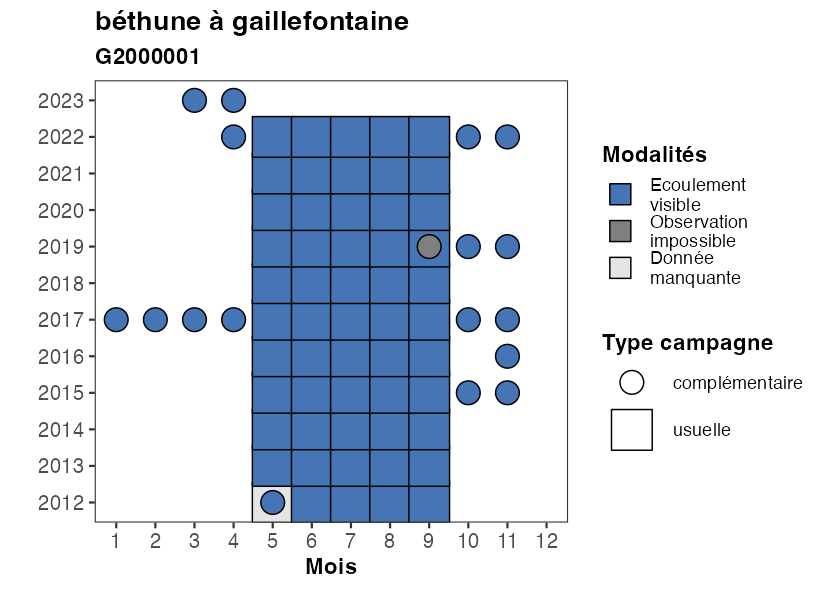 béthune à gaillefontaine
G2000001
2023
2022
2021
2020
2019
2018
2017
2016
2015
2014
2013
2012
1 2 3 4 5 6 7 8 9 10 11 12
Mois
Modalités
Ecoulement
visible
Observation
impossible
Donnée
manquante
Type campagne
complémentaire
usuelle